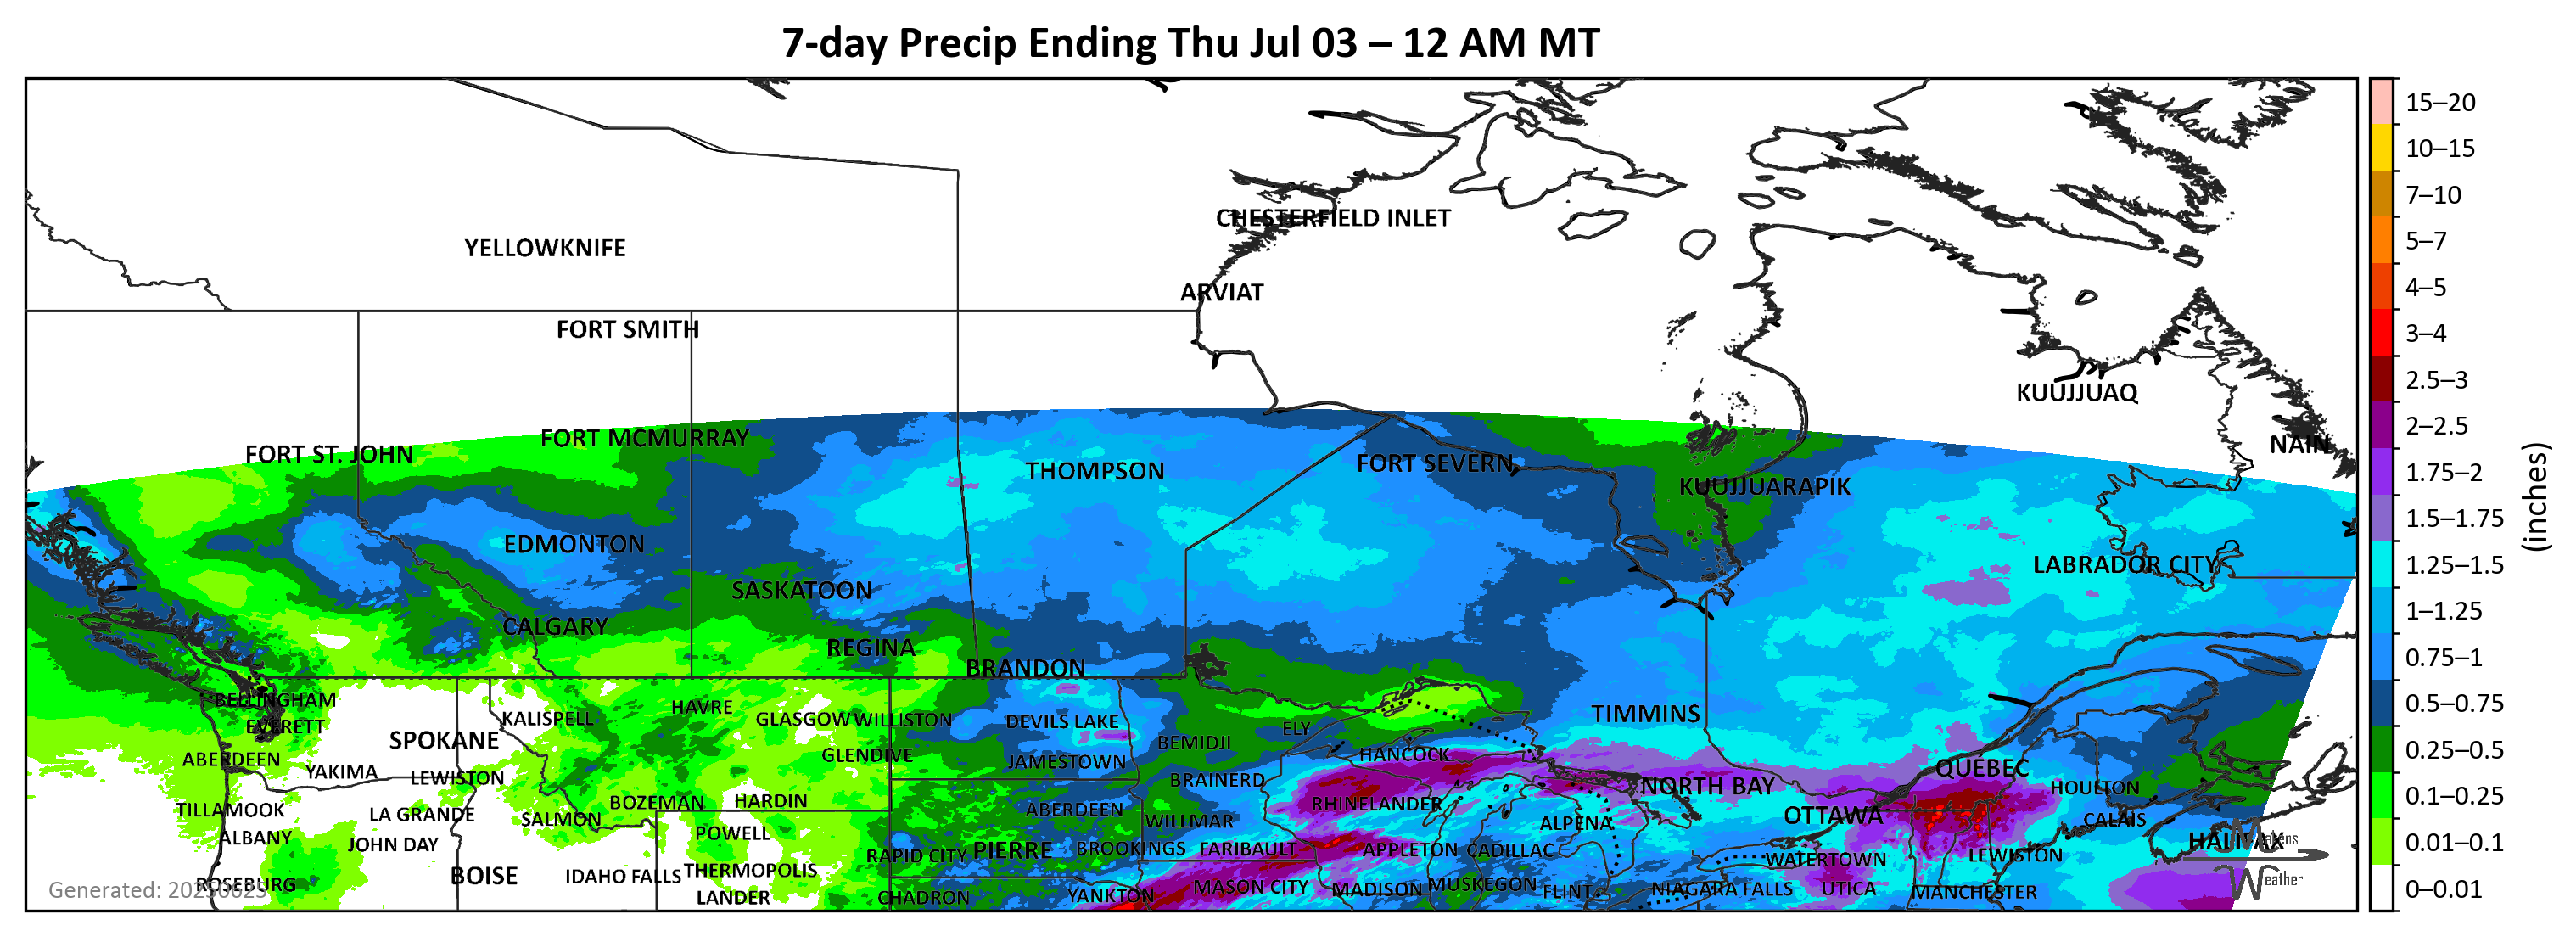 7-day Precip Ending Thu Jul 03 – 12 AM MT
CHESTERFIELD INLET
YELLOWKNIFE
ARVIAT
FORT SMITH
KUUJJUAQ
FORT MCMURRAY
NAIN
FORT ST. JOHN
THOMPSON
FORT SEVERN
KUUJJUARAPIK
EDMONTON
LABRADOR CITY
SASKATOON
CALGARY
REGINA
BRANDON
BELLINGHAM
HAVRE
KALISPELL
GLASGOW
WILLISTON
DEVILS LAKE
TIMMINS
EVERETT
ELY
SPOKANE
BEMIDJI
ABERDEEN
GLENDIVE
JAMESTOWN
HANCOCK
YAKIMA
LEWISTON
BRAINERD
QUEBEC
NORTH BAY
HOULTON
BOZEMAN
HARDIN
RHINELANDER
TILLAMOOK
LA GRANDE
SALMON
ABERDEEN
WILLMAR
ALPENA
OTTAWA
CALAIS
ALBANY
JOHN DAY
POWELL
HALIFAX
RAPID CITY
PIERRE
BROOKINGS
FARIBAULT
APPLETON
CADILLAC
WATERTOWN
LEWISTON
BOISE
IDAHO FALLS
THERMOPOLIS
ROSEBURG
MASON CITY
MADISON
MUSKEGON
FLINT
NIAGARA FALLS
UTICA
MANCHESTER
LANDER
CHADRON
YANKTON
Generated: 20250625
Weather
15–20
10–15
7–10
5–7
4–5
3–4
2.5–3
2–2.5
1.75–2
1.5–1.75
1.25–1.5
1–1.25
0.75–1
0.5–0.75
0.25–0.5
0.1–0.25
0.01–0.1
0–0.01
(inches)